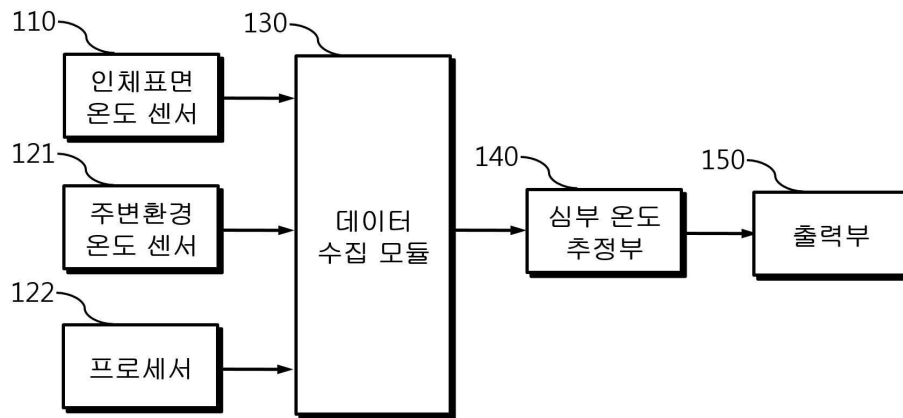 110
인체표면
온도 센서
121
주변환경
온도 센서
122
프로세서
130
데이터
수집 모듈
140
심부 온도
추정부
150
출력부